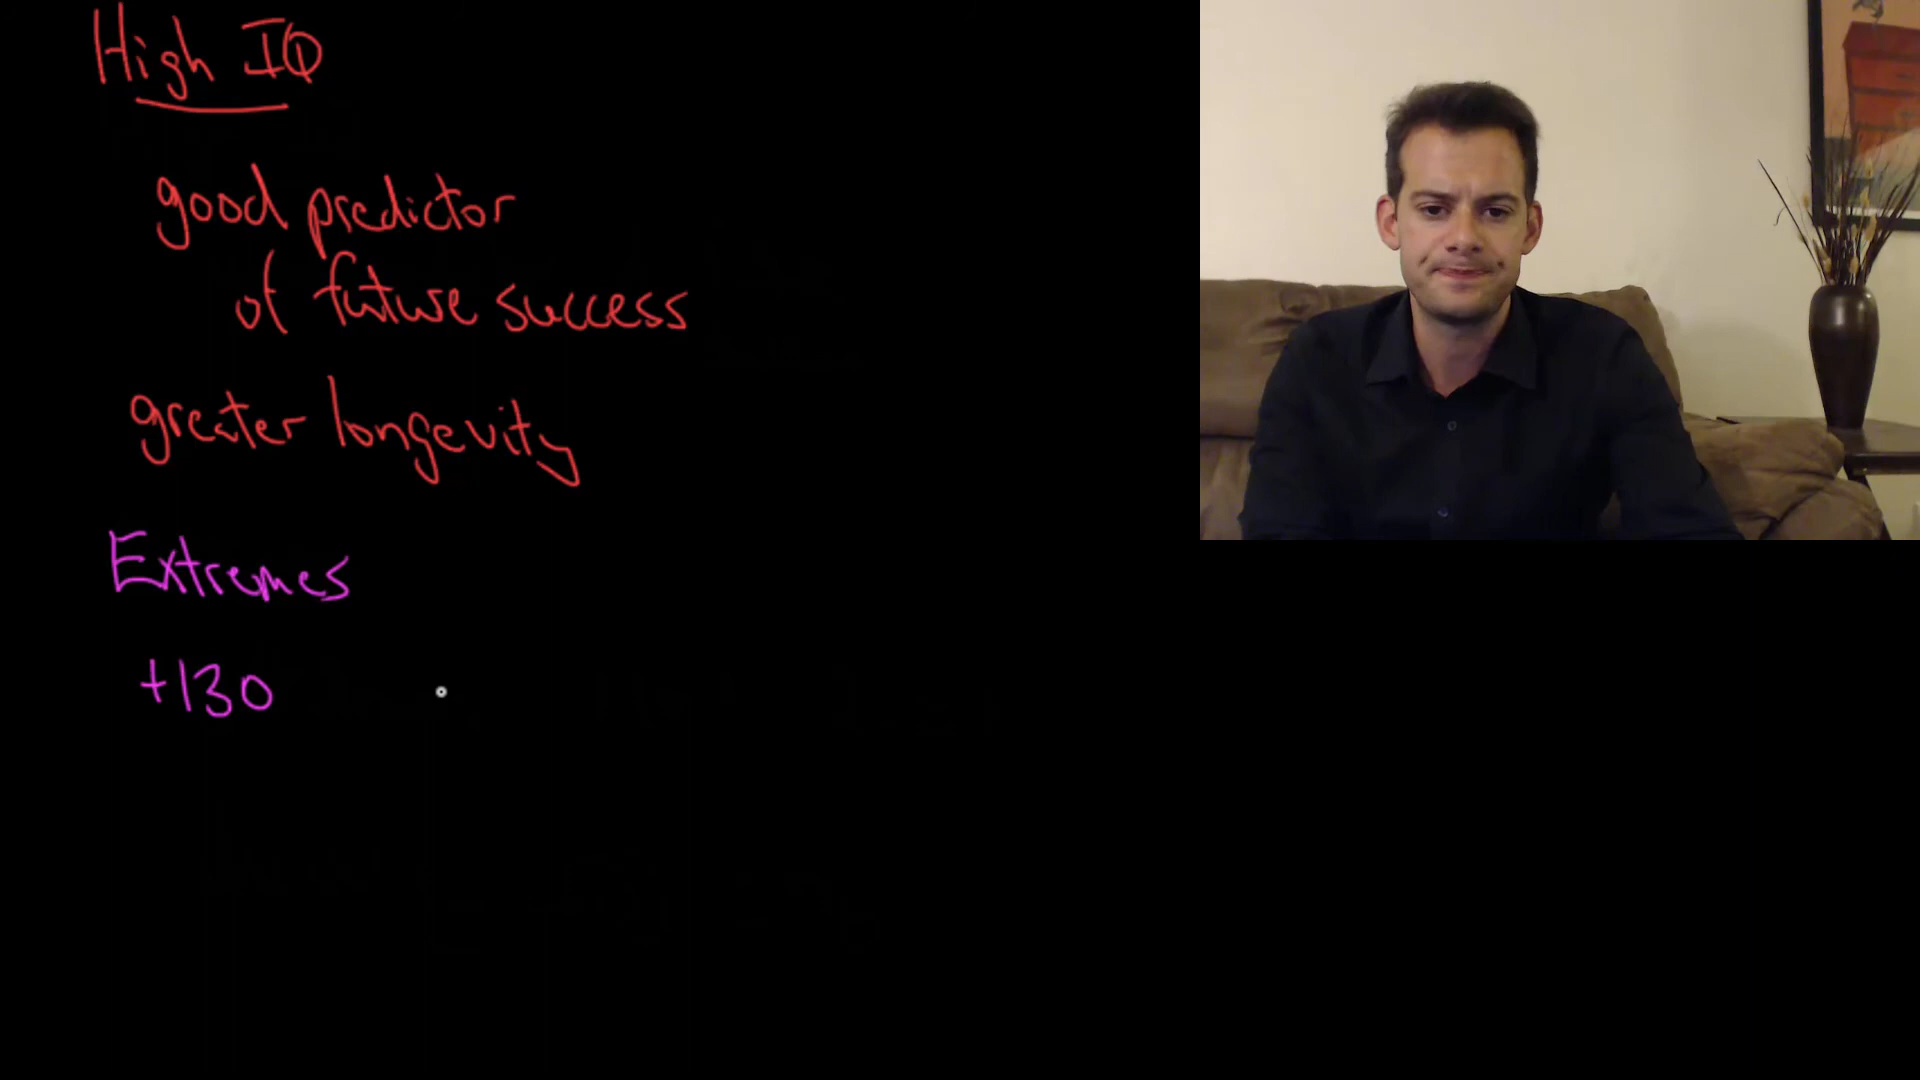 High IQ
good predictor
of future success
greater longevity
Extremes
+130